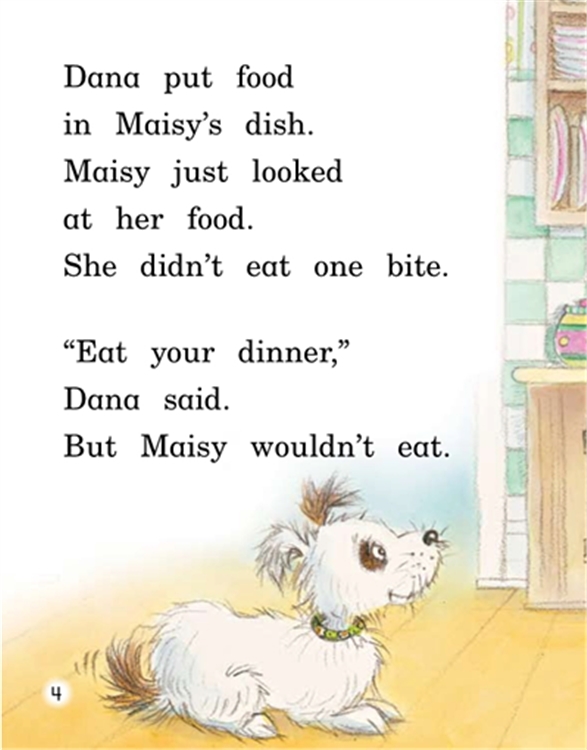 Dana put food
in Maisy’s dish.
Maisy just looked
at her food.
She didn’t eat one bite.
“Eat your dinner,”
Dana said.
But Maisy wouldn’t eat.
4